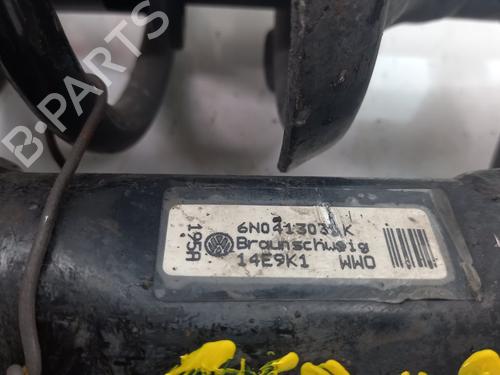 B-PARTS
6N0413031K
Braunschweig
14E9K1 WWO
195A